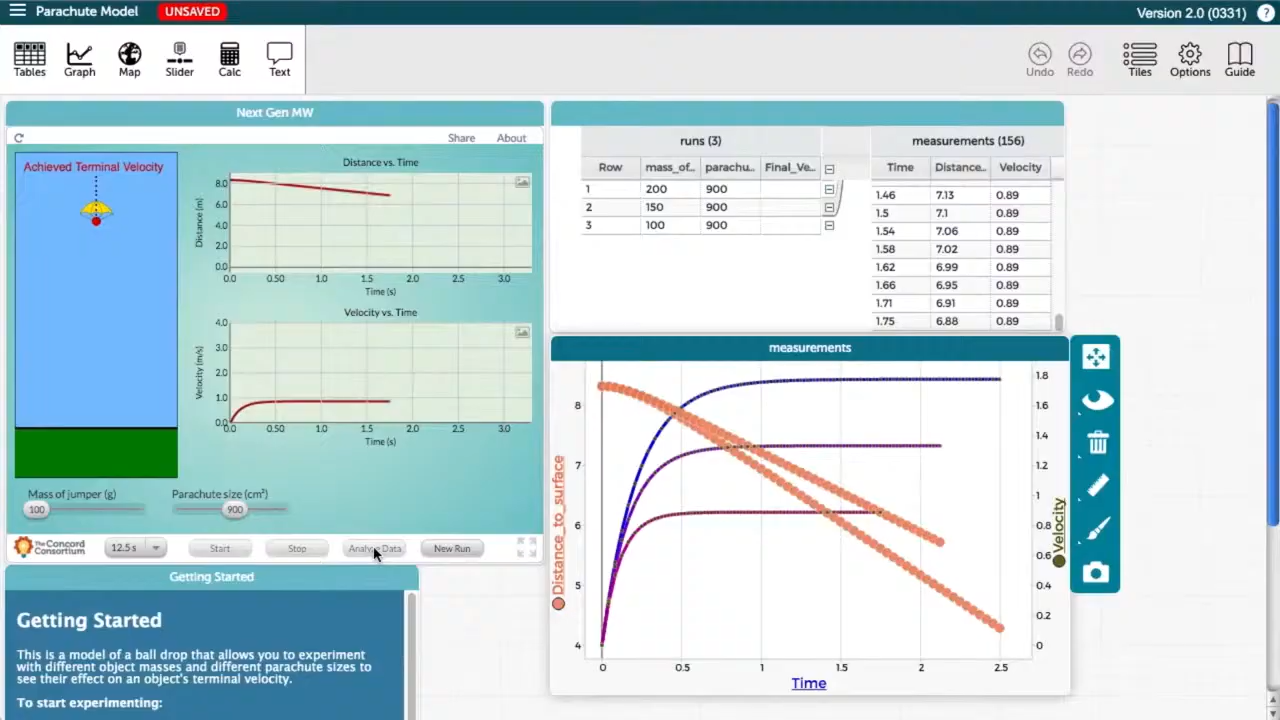 Parachute Model UNSAVED Version 2.0 (0331) ?
Tables Graph Map Slider Calc Text Undo Redo Tiles Options Guide
Next Gen MW
Share About
Achieved Terminal Velocity
Distance vs. Time
Distance (m)
8.0
6.0
4.0
2.0
0.0
0.0 0.50 1.0 1.5 2.0 2.5 3.0
Time (s)
Velocity vs. Time
Velocity (m/s)
4.0
3.0
2.0
1.0
0.0
0.0 0.50 1.0 1.5 2.0 2.5 3.0
Time (s)
Mass of jumper (g) Parachute size (cm²)
100 900
The Concord Consortium
12.5 s Start Stop Analyze Data New Run
Getting Started
Getting Started
This is a model of a ball drop that allows you to experiment
with different object masses and different parachute sizes to
see their effect on an object's terminal velocity.
To start experimenting:
runs (3)
Row mass_of... parachu... Final_Ve...
1 200 900
2 150 900
3 100 900
measurements (156)
Time Distance... Velocity
1.46 7.13 0.89
1.5 7.1 0.89
1.54 7.06 0.89
1.58 7.02 0.89
1.62 6.99 0.89
1.66 6.95 0.89
1.71 6.91 0.89
1.75 6.88 0.89
measurements
Distance_to_surface
8
7
6
5
4
0 0.5 1 1.5 2 2.5
Time
1.8
1.6
1.4
1.2
1
0.8
0.6
0.4
0.2
0
Velocity